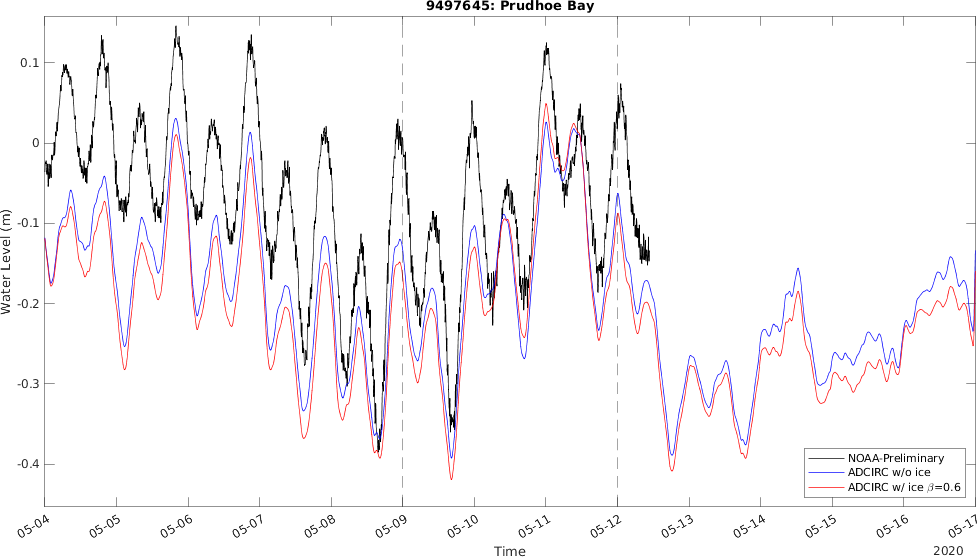 9497645: Prudhoe Bay
0.1
0
-0.1
-0.2
-0.3
-0.4
Water Level (m)
NOAA-Preliminary
ADCIRC w/o ice
ADCIRC w/ ice β=0.6
05-04 05-05 05-06 05-07 05-08 05-09 05-10 05-11 05-12 05-13 05-14 05-15 05-16 05-17
Time
2020